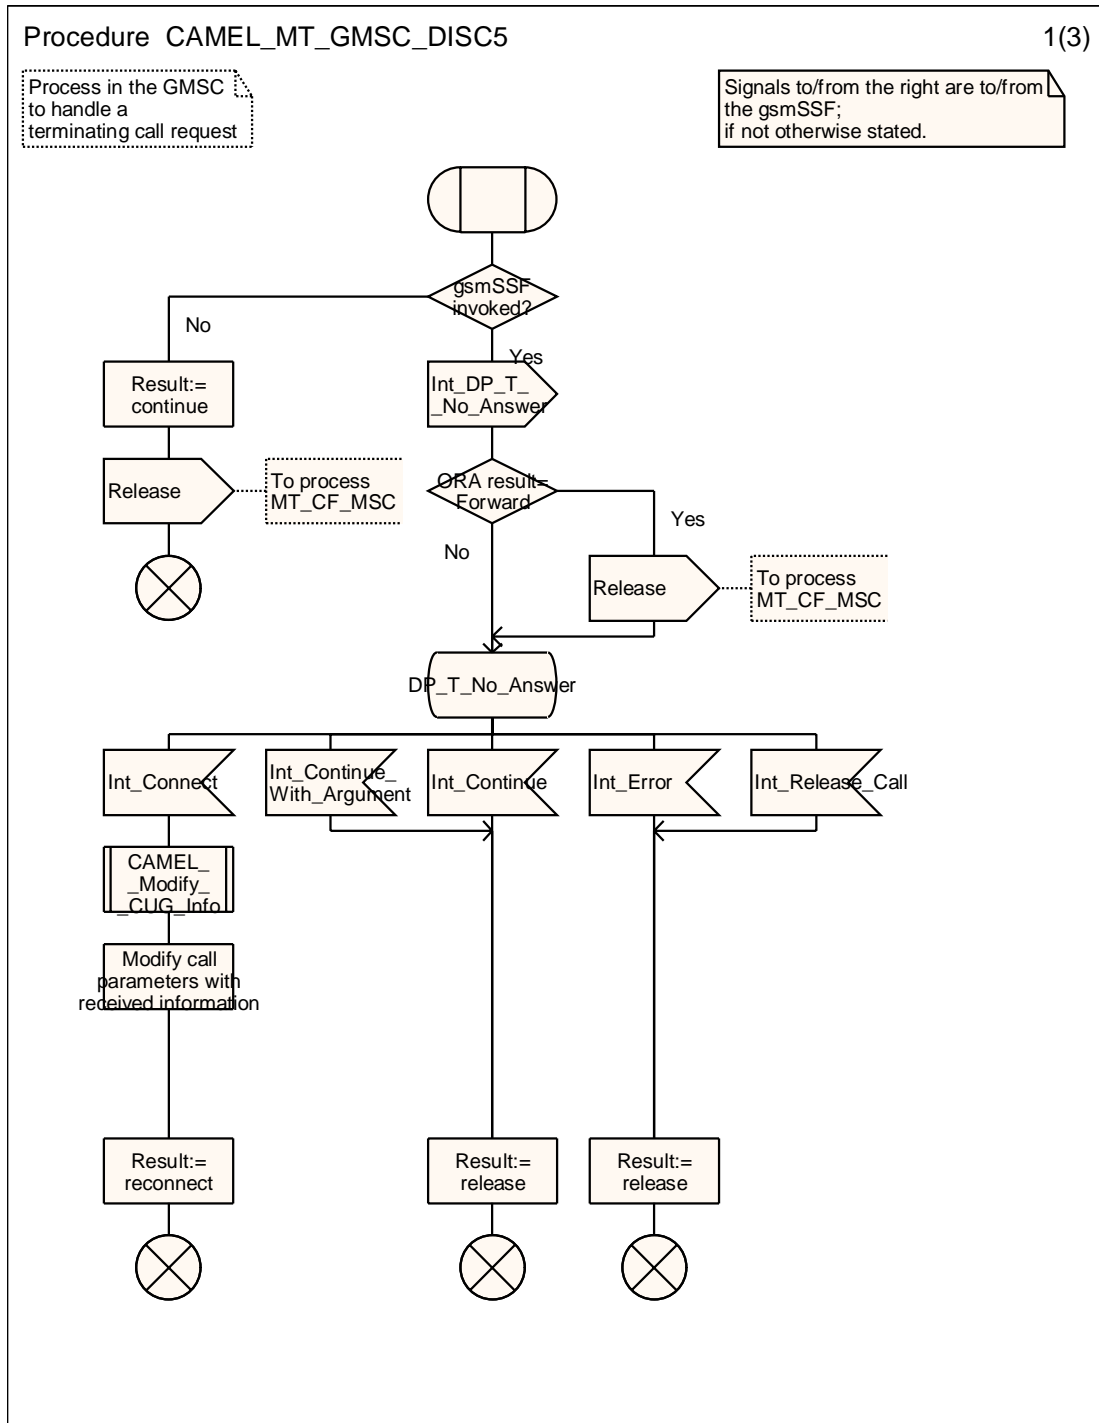 Procedure CAMEL_MT_GMSC_DISC5
1(3)
Process in the GMSC
to handle a
terminating call request
Signals to/from the right are to/from
the gsmSSF;
if not otherwise stated.
gsmSSF
invoked?
No
Yes
Result:=
continue
Int_DP_T_
_No_Answer
Release
To process
MT_CF_MSC
ORA result=
Forward
Yes
No
Release
To process
MT_CF_MSC
DP_T_No_Answer
Int_Connect
Int_Continue_
With_Argument
Int_Continue
Int_Error
Int_Release_Call
CAMEL_
_Modify_
_CUG_Info
Modify call
parameters with
received information
Result:=
reconnect
Result:=
release
Result:=
release